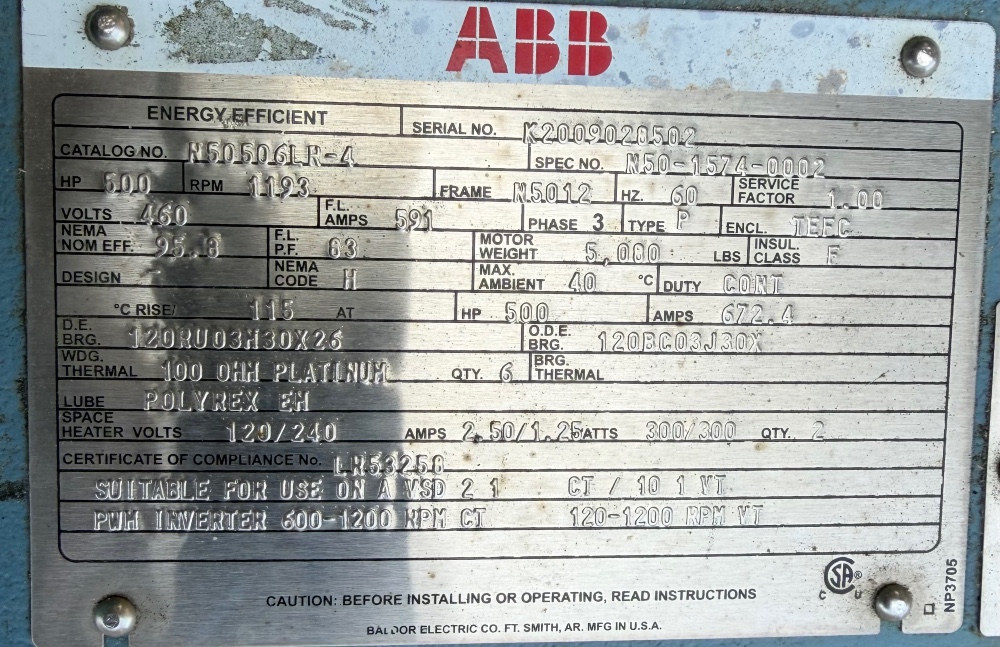 ABB
ENERGY EFFICIENT SERIAL NO. K2009020502
CATALOG NO. N50506LR-4 SPEC NO. N50-1574-0002
HP 500 RPM 1193 FRAME N5012 HZ. 60 SERVICE FACTOR 1.00
VOLTS 460 F.L. AMPS 591 PHASE 3 TYPE P ENCL. TEFC
NEMA NOM EFF. 95.8 F.L. P.F. 83 MOTOR WEIGHT 5,080 LBS INSUL. CLASS F
DESIGN NEMA CODE H MAX. AMBIENT 40 °C DUTY CONT
°C RISE/ 115 AT HP 500 AMPS 672.4
D.E. BRG. 120RU03M30X26 O.D.E. BRG. 120BC03J30X
WDG. THERMAL 100 OHM PLATINUM QTY. 6 BRG. THERMAL
LUBE POLYREX EM
SPACE HEATER VOLTS 120/240 AMPS 2.50/1.25 ATTS 300/300 QTY. 2
CERTIFICATE OF COMPLIANCE No. LR53258
SUITABLE FOR USE ON A VSD 2 1 CT / 10 1 VT
PWM INVERTER 600-1200 RPM CT 120-1200 RPM VT
CSA®
C U
NP3705
CAUTION: BEFORE INSTALLING OR OPERATING, READ INSTRUCTIONS
BALDOR ELECTRIC CO. FT. SMITH, AR. MFG IN U.S.A.